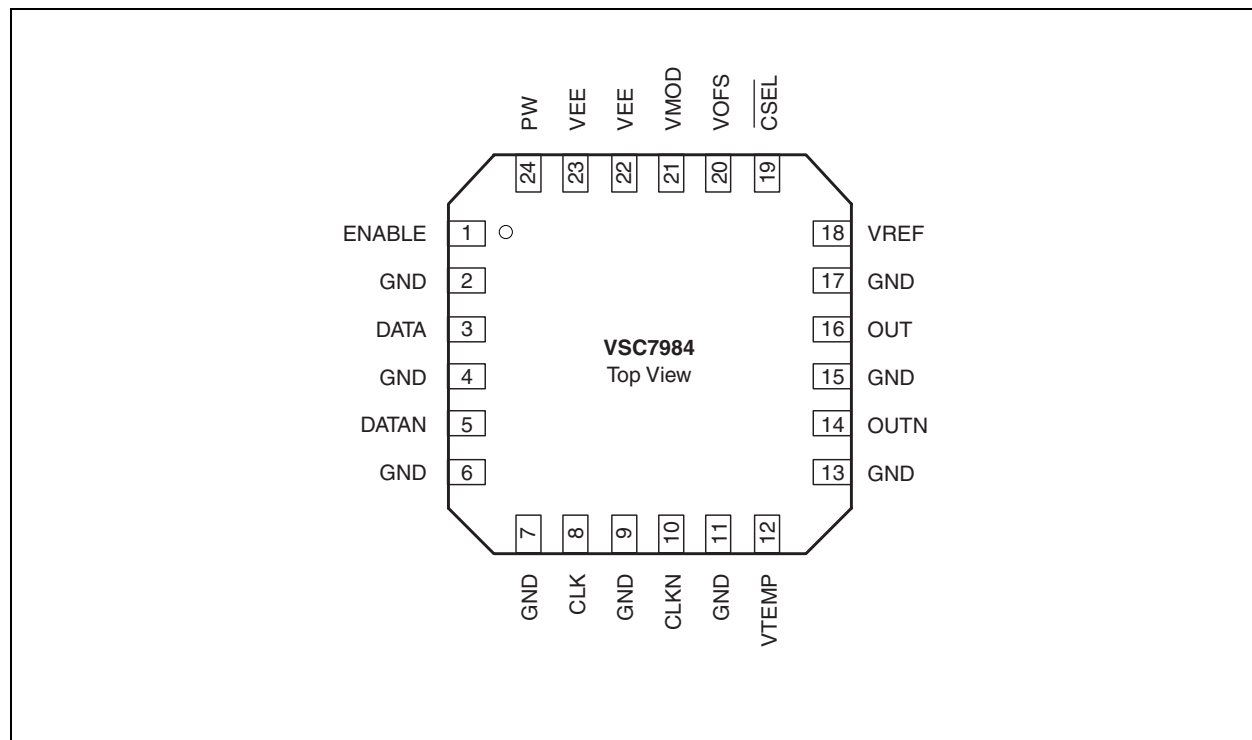 PW VEE VEE VMOD VOFS CSEL
24 23 22 21 20 19
ENABLE 1 18 VREF
GND 2 17 GND
DATA 3 16 OUT
VSC7984
Top View
GND 4 15 GND
DATAN 5 14 OUTN
GND 6 13 GND
7 8 9 10 11 12
GND CLK GND CLKN GND VTEMP